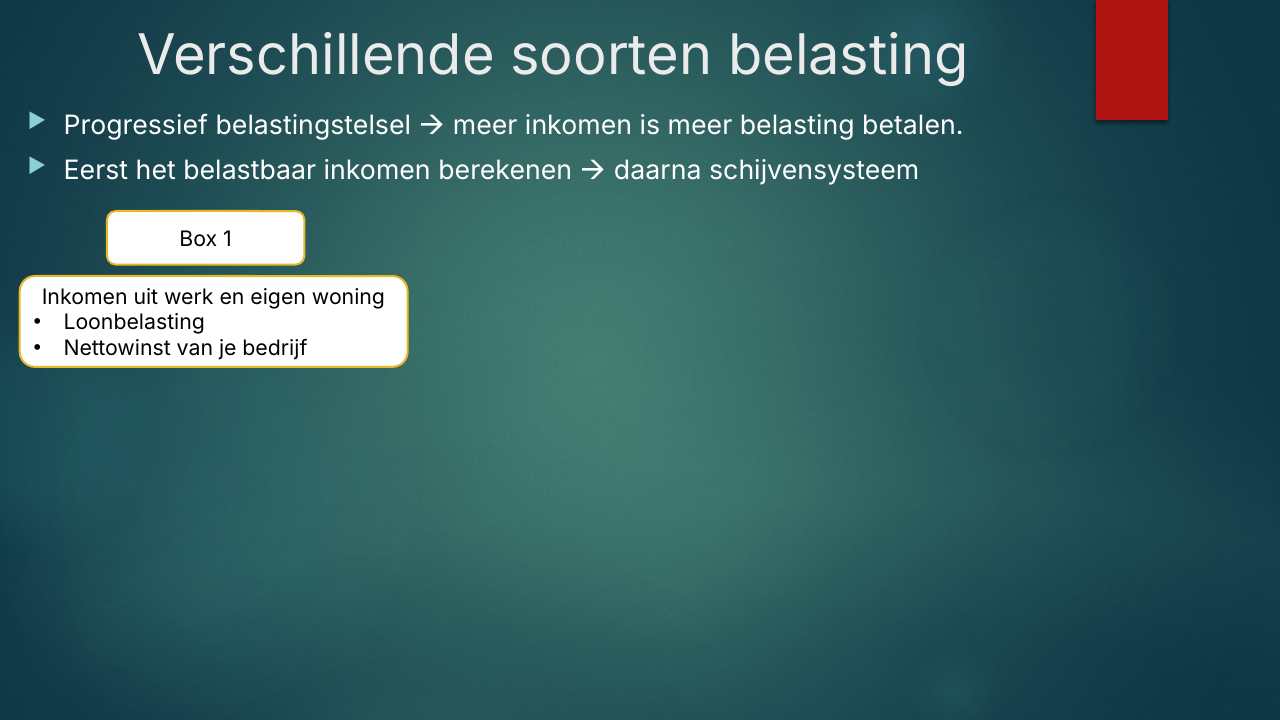 Verschillende soorten belasting
Progressief belastingstelsel → meer inkomen is meer belasting betalen.
Eerst het belastbaar inkomen berekenen → daarna schijvensysteem
Box 1
Inkomen uit werk en eigen woning
• Loonbelasting
• Nettowinst van je bedrijf